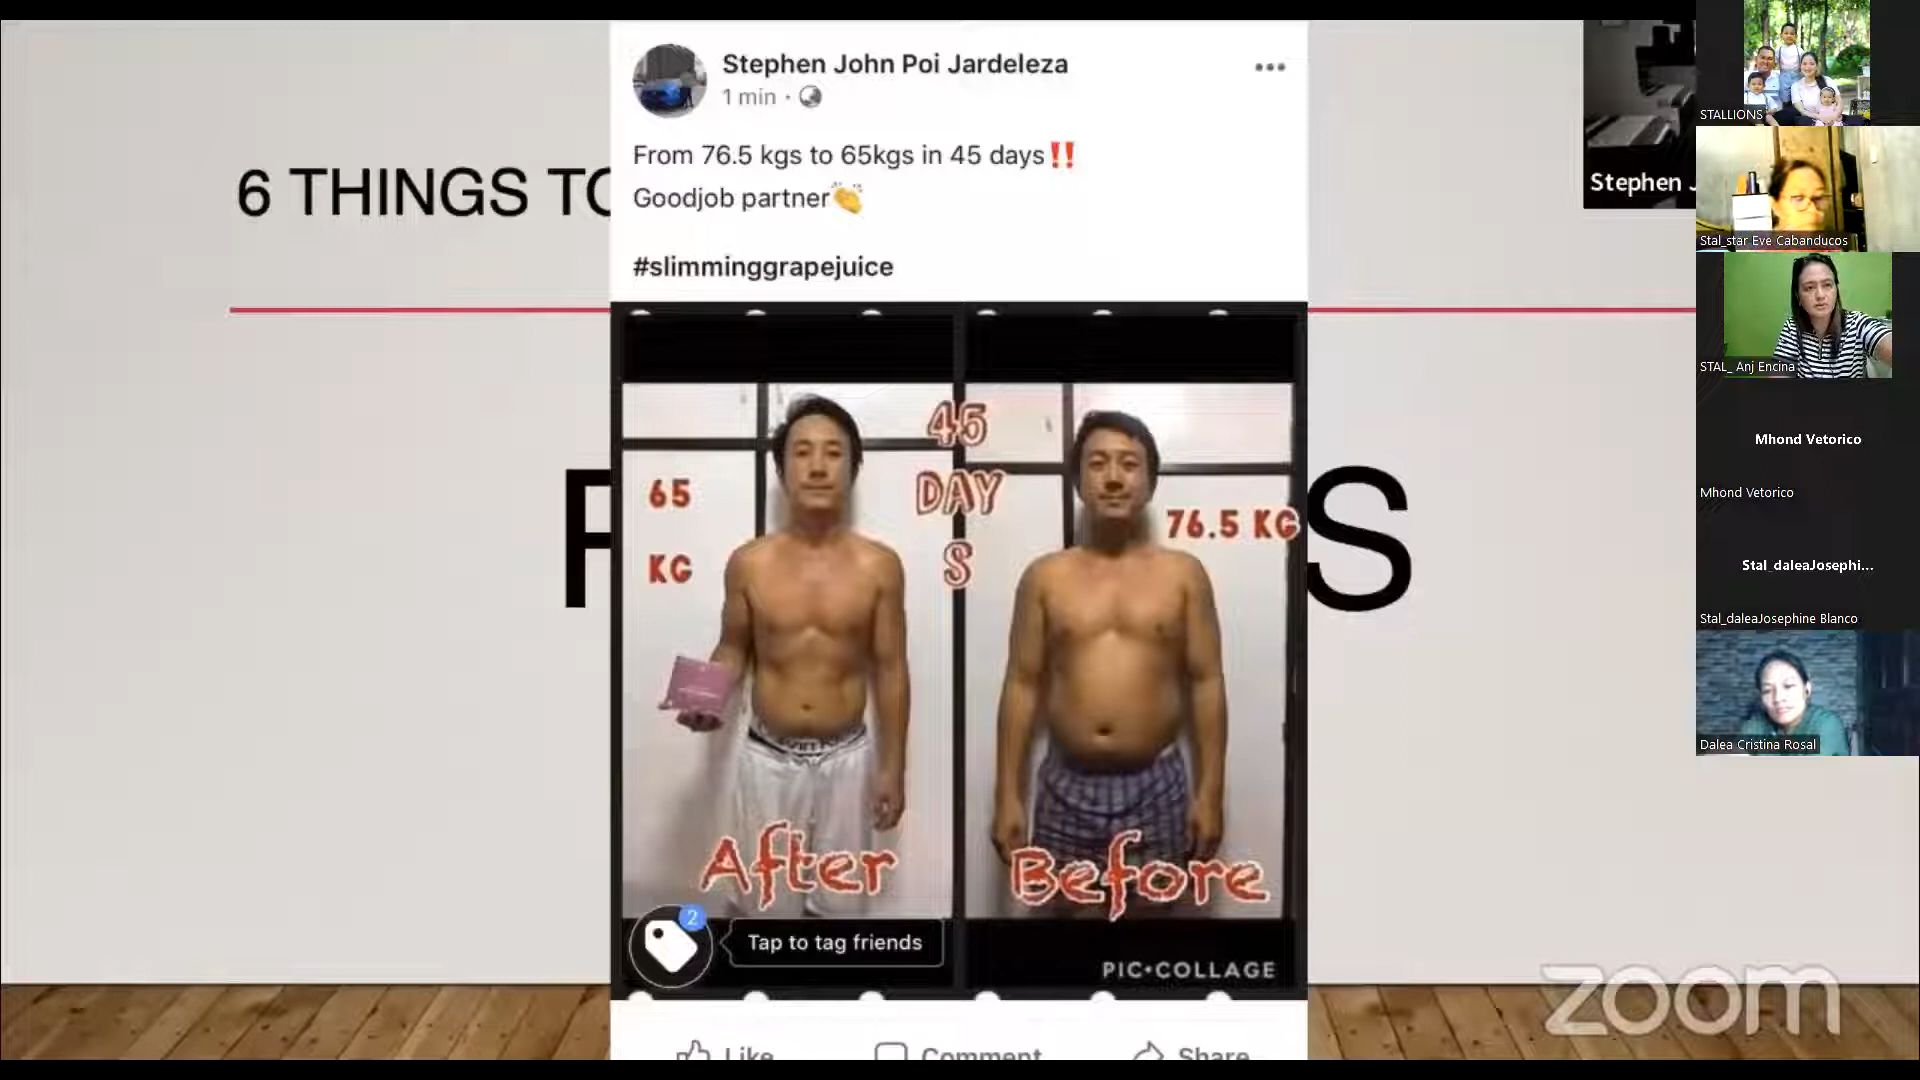 6 THINGS TO
Stephen John Poi Jardeleza
1 min ·
From 76.5 kgs to 65kgs in 45 days‼️
Goodjob partner👏
#slimminggrapejuice
45
DAY
S
65
KG
76.5 KG
After
Before
2
Tap to tag friends
PIC•COLLAGE
Like
Comment
Share
S
Stephen J
STALLIONS
Stal_star Eve Cabanducos
STAL_ Anj Encina
Mhond Vetorico
Mhond Vetorico
Stal_daleaJosephi...
Stal_daleaJosephine Blanco
Dalea Cristina Rosal
zoom